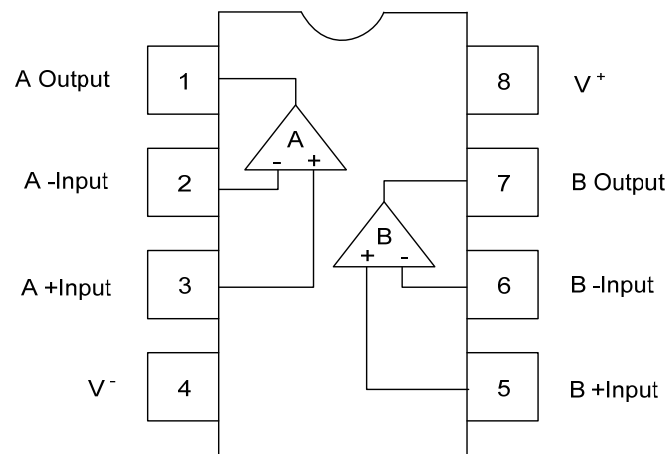 A Output 1 8 V+
A
- +
A -Input 2 7 B Output
B
+ -
A +Input 3 6 B -Input
V- 4 5 B +Input